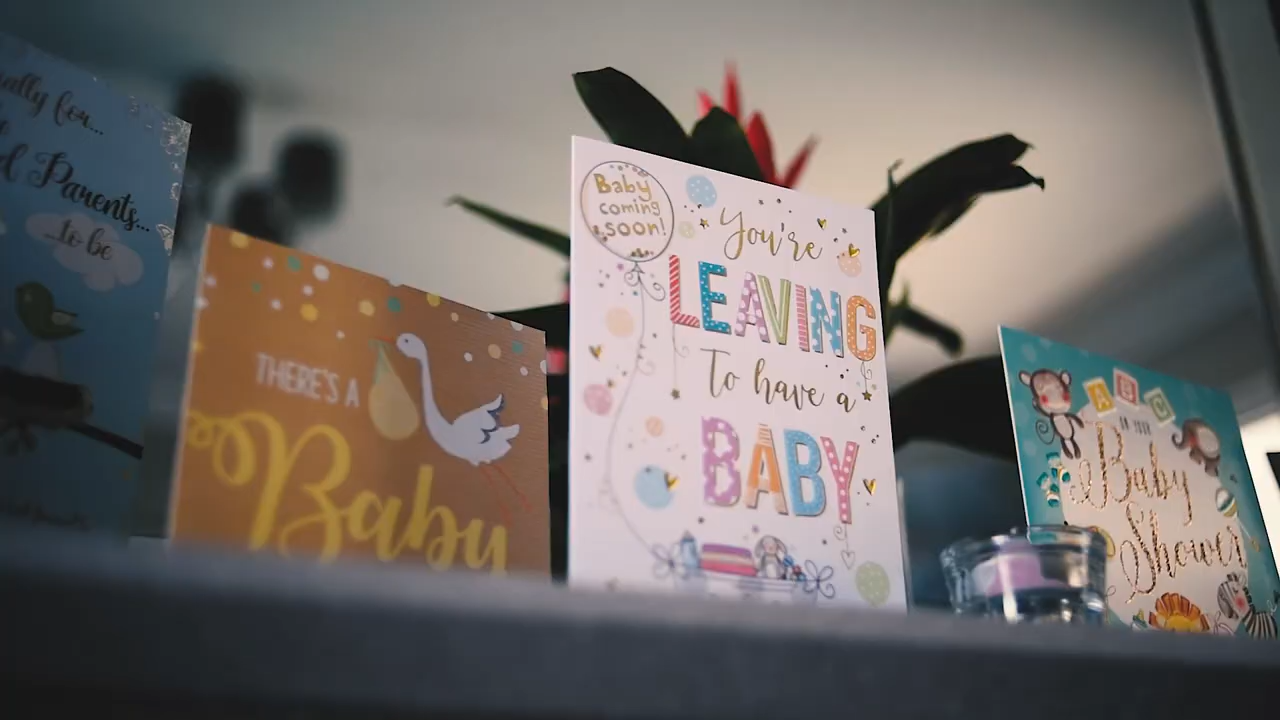 for...
Parents...
to be
THERE'S A
Baby
Baby
coming
soon!
You're
LEAVING
To have a
BABY
A B C
ON YOUR
Baby
Shower